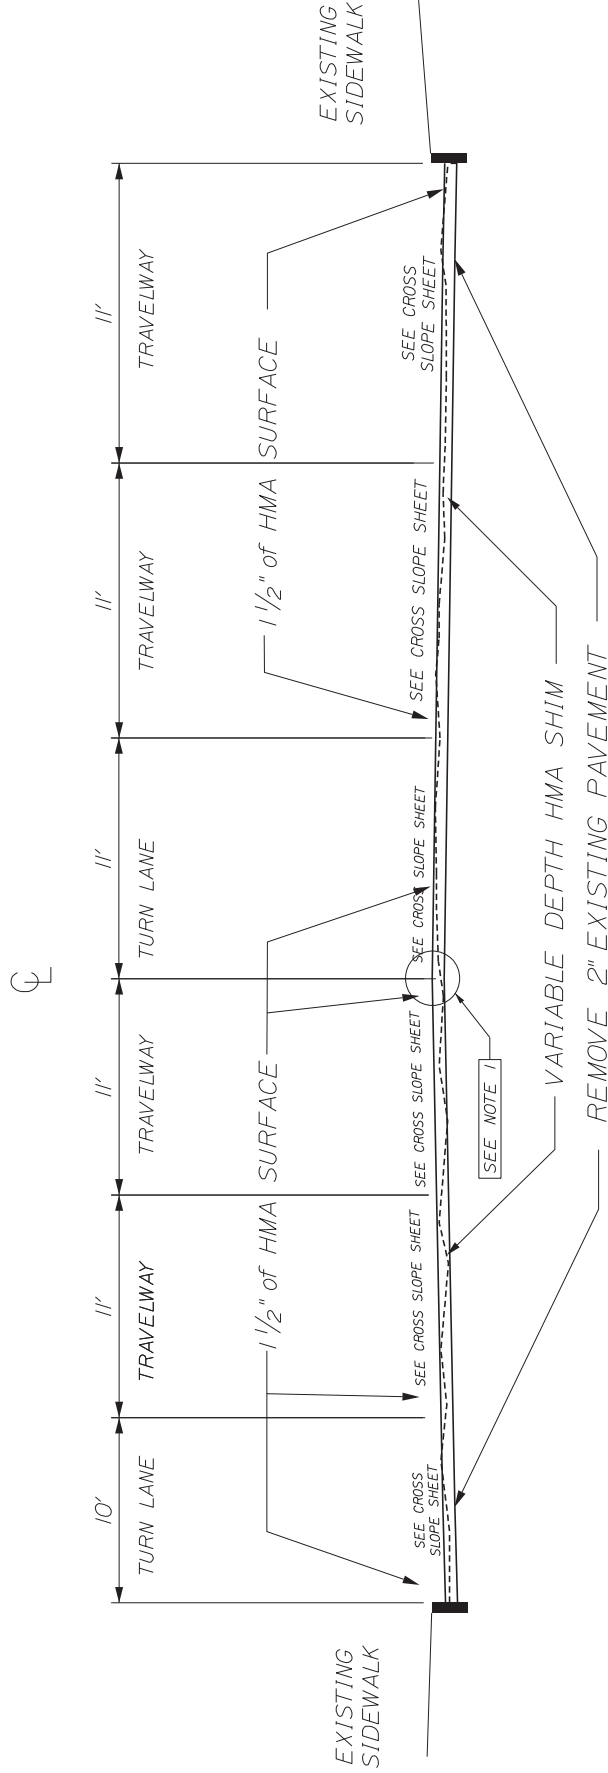 ℄
10'
11'
11'
11'
11'
11'
TURN LANE
TRAVELWAY
TRAVELWAY
TURN LANE
TRAVELWAY
TRAVELWAY
1 1/2" of HMA SURFACE
1 1/2" of HMA SURFACE
EXISTING
SIDEWALK
EXISTING
SIDEWALK
SEE CROSS
SLOPE SHEET
SEE CROSS SLOPE SHEET
SEE CROSS SLOPE SHEET
SEE CROSS SLOPE SHEET
SEE CROSS SLOPE SHEET
SEE CROSS
SLOPE SHEET
SEE NOTE 1
VARIABLE DEPTH HMA SHIM
REMOVE 2" EXISTING PAVEMENT